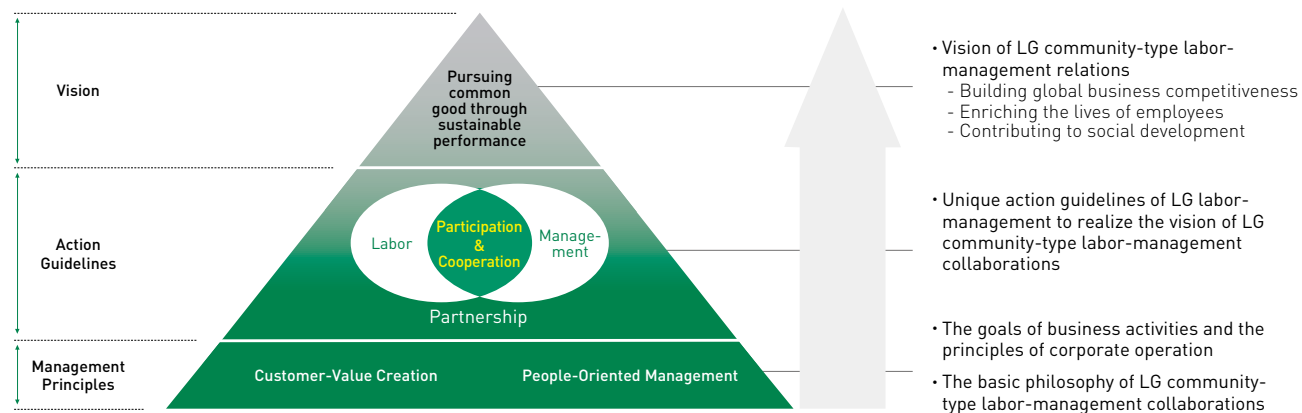 Vision
Pursuing
common
good through
sustainable
performance
• Vision of LG community-type labor-
management relations
- Building global business competitiveness
- Enriching the lives of employees
- Contributing to social development
Action
Guidelines
Labor
Participation
&
Cooperation
Manage-
ment
Partnership
• Unique action guidelines of LG labor-
management to realize the vision of LG
community-type labor-management
collaborations
Management
Principles
Customer-Value Creation
People-Oriented Management
• The goals of business activities and the
principles of corporate operation
• The basic philosophy of LG community-
type labor-management collaborations